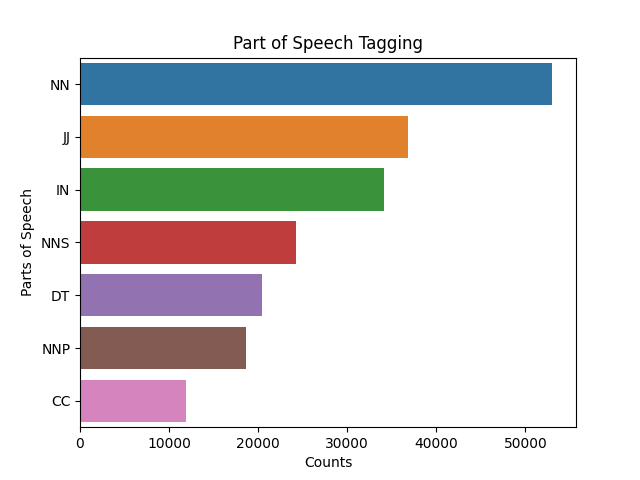 Part of Speech Tagging
Parts of Speech
NN
JJ
IN
NNS
DT
NNP
CC
0 10000 20000 30000 40000 50000
Counts